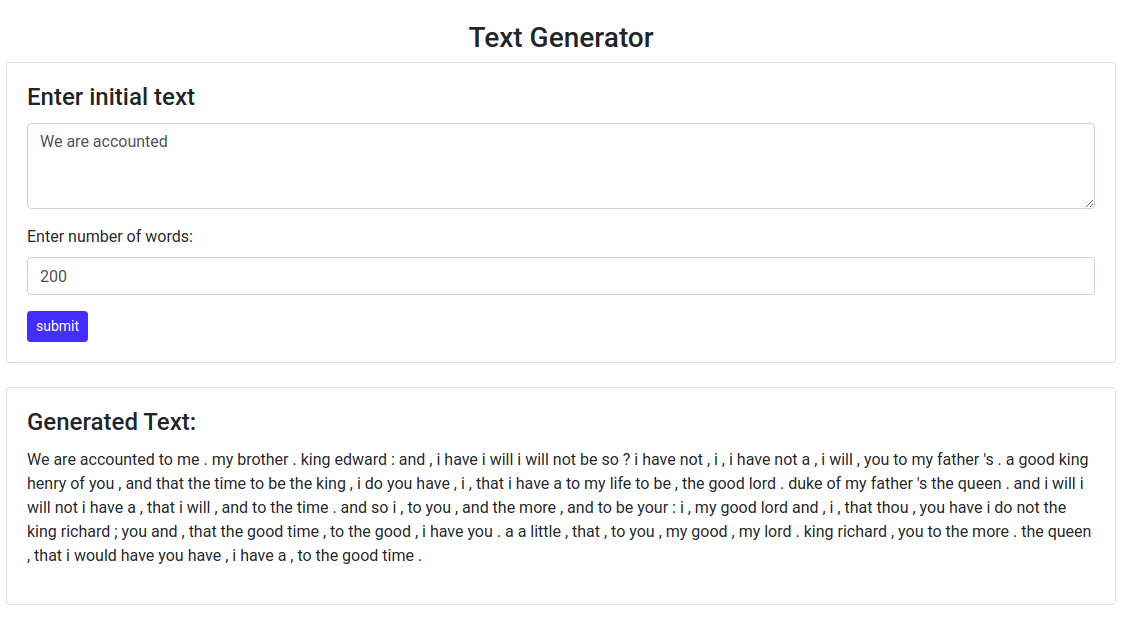 Text Generator
Enter initial text
We are accounted
Enter number of words:
200
submit
Generated Text:
We are accounted to me . my brother . king edward : and , i have i will i will not be so ? i have not , i , i have not a , i will , you to my father 's . a good king
henry of you , and that the time to be the king , i do you have , i , that i have a to my life to be , the good lord . duke of my father 's the queen . and i will i
will not i have a , that i will , and to the time . and so i , to you , and the more , and to be your : i , my good lord and , i , that thou , you have i do not the
king richard ; you and , that the good time , to the good , i have you . a a little , that , to you , my good , my lord . king richard , you to the more . the queen
, that i would have you have , i have a , to the good time .